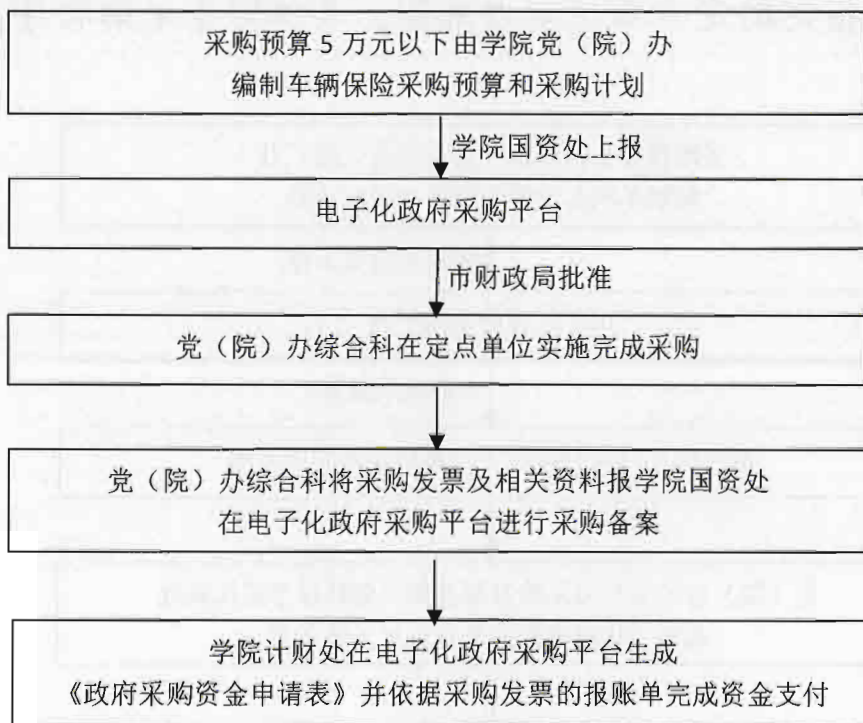 采购预算5万元以下由学院党（院）办
编制车辆保险采购预算和采购计划
学院国资处上报
电子化政府采购平台
市财政局批准
党（院）办综合科在定点单位实施完成采购
党（院）办综合科将采购发票及相关资料报学院国资处
在电子化政府采购平台进行采购备案
学院计财处在电子化政府采购平台生成
《政府采购资金申请表》并依据采购发票的报账单完成资金支付